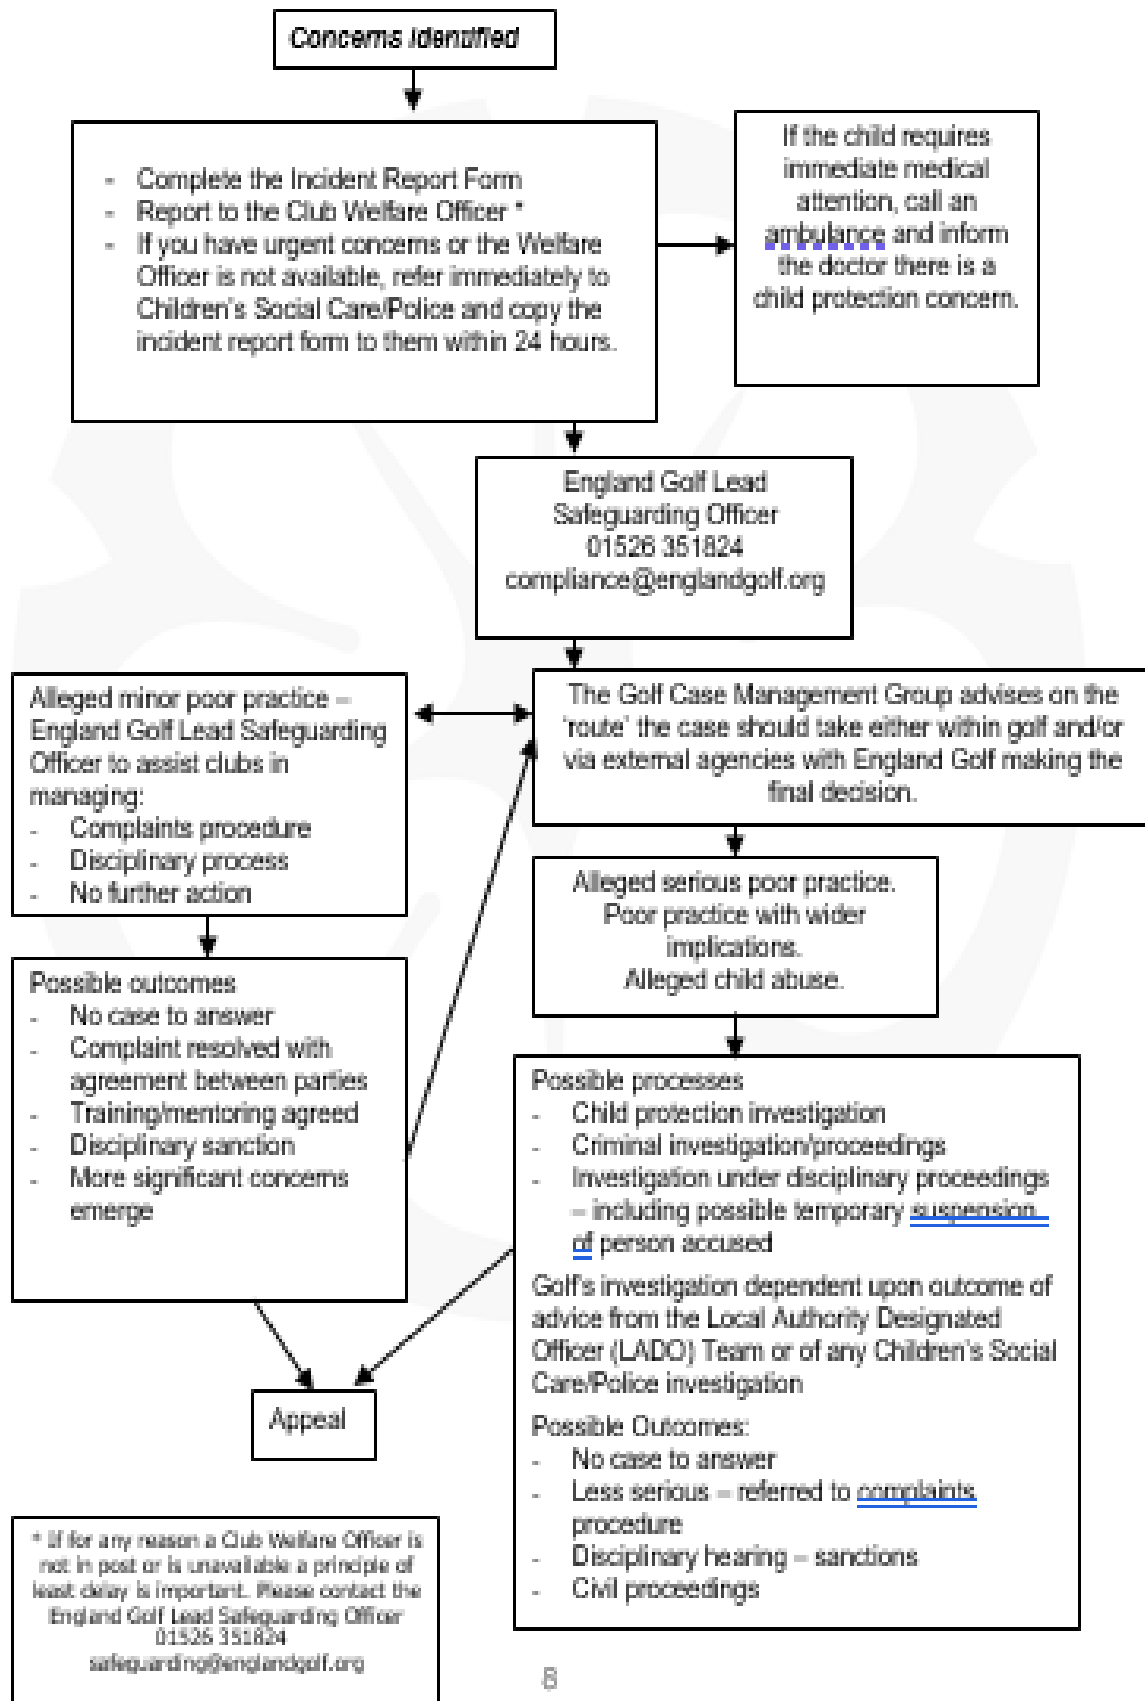 Concerns Identified
- Complete the Incident Report Form
- Report to the Club Welfare Officer *
- If you have urgent concerns or the Welfare
Officer is not available, refer immediately to
Children's Social Care/Police and copy the
incident report form to them within 24 hours.
If the child requires
immediate medical
attention, call an
ambulance and inform
the doctor there is a
child protection concern.
England Golf Lead
Safeguarding Officer
01526 351824
compliance@englandgolf.org
Alleged minor poor practice –
England Golf Lead Safeguarding
Officer to assist clubs in
managing:
- Complaints procedure
- Disciplinary process
- No further action
The Golf Case Management Group advises on the
'route' the case should take either within golf and/or
via external agencies with England Golf making the
final decision.
Alleged serious poor practice.
Poor practice with wider
implications.
Alleged child abuse.
Possible outcomes
- No case to answer
- Complaint resolved with
agreement between parties
- Training/mentoring agreed
- Disciplinary sanction
- More significant concerns
emerge
Possible processes
- Child protection investigation
- Criminal investigation/proceedings
- Investigation under disciplinary proceedings
– including possible temporary suspension
of person accused
Golf's investigation dependent upon outcome of
advice from the Local Authority Designated
Officer (LADO) Team or of any Children's Social
Care/Police investigation
Possible Outcomes:
- No case to answer
- Less serious – referred to complaints
procedure
- Disciplinary hearing – sanctions
- Civil proceedings
Appeal
* If for any reason a Club Welfare Officer is
not in post or is unavailable a principle of
least delay is important. Please contact the
England Golf Lead Safeguarding Officer
01526 351824
safeguarding@englandgolf.org
8